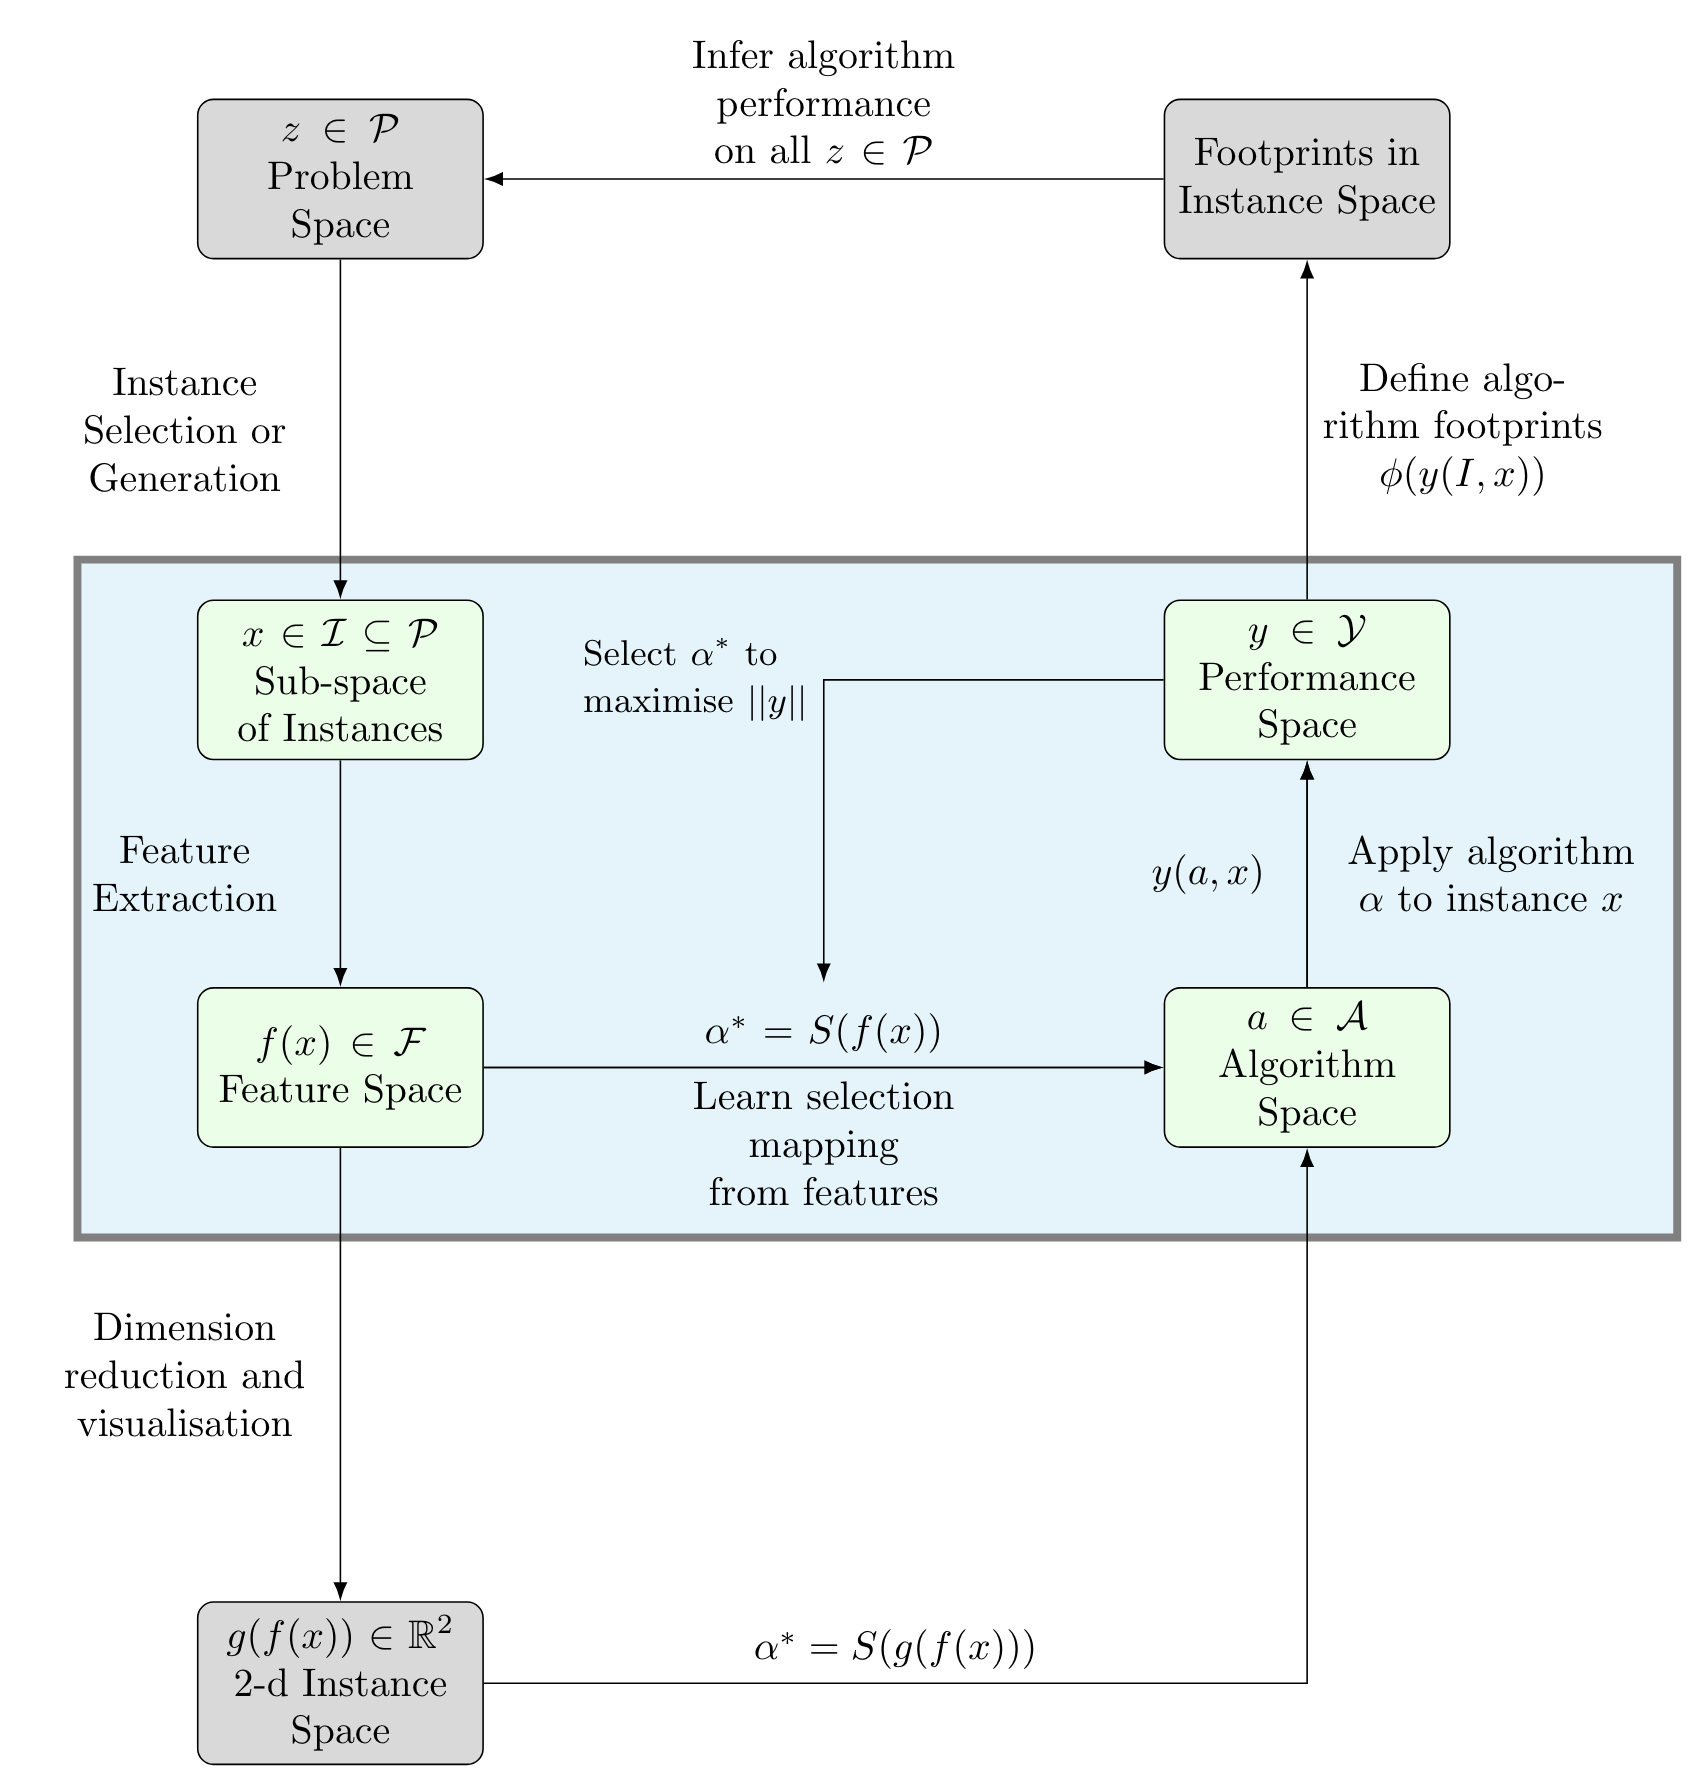 Infer algorithm
performance
on all z ∈ 𝒫
z ∈ 𝒫
Problem
Space
Footprints in
Instance Space
Instance
Selection or
Generation
Define algo-
rithm footprints
ϕ(y(I, x))
x ∈ ℐ ⊆ 𝒫
Sub-space
of Instances
Select α* to
maximise ||y||
y ∈ 𝒴
Performance
Space
Feature
Extraction
y(a, x)
Apply algorithm
α to instance x
f(x) ∈ ℱ
Feature Space
α* = S(f(x))
Learn selection
mapping
from features
a ∈ 𝒜
Algorithm
Space
Dimension
reduction and
visualisation
g(f(x)) ∈ ℝ²
2-d Instance
Space
α* = S(g(f(x)))